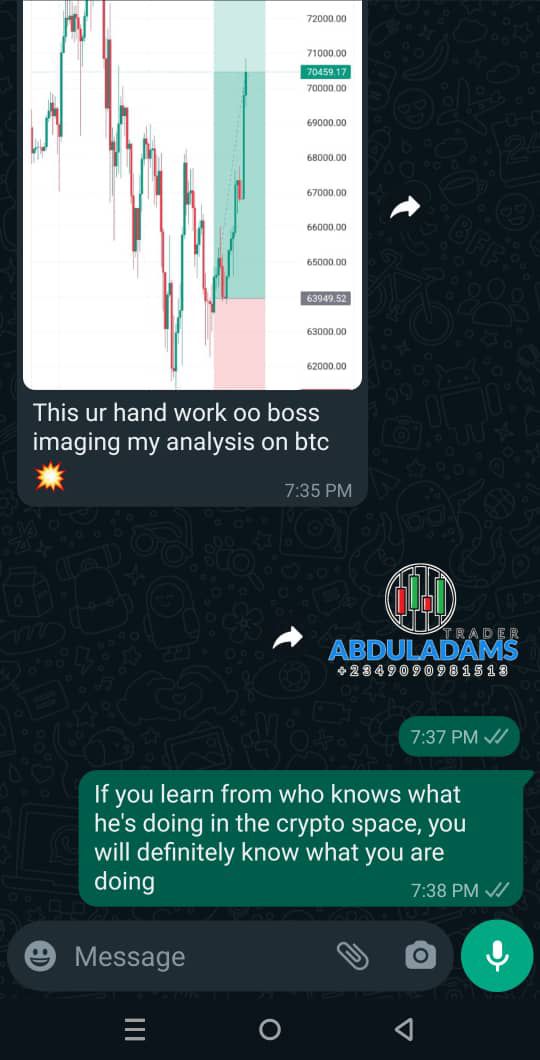 72000.00
71000.00
70459.17
70000.00
69000.00
68000.00
67000.00
66000.00
65000.00
63949.52
63000.00
62000.00
This ur hand work oo boss
imaging my analysis on btc
💥
7:35 PM
TRADER
ABDULADAMS
+2349090981513
7:37 PM
If you learn from who knows what
he's doing in the crypto space, you
will definitely know what you are
doing
7:38 PM
Message